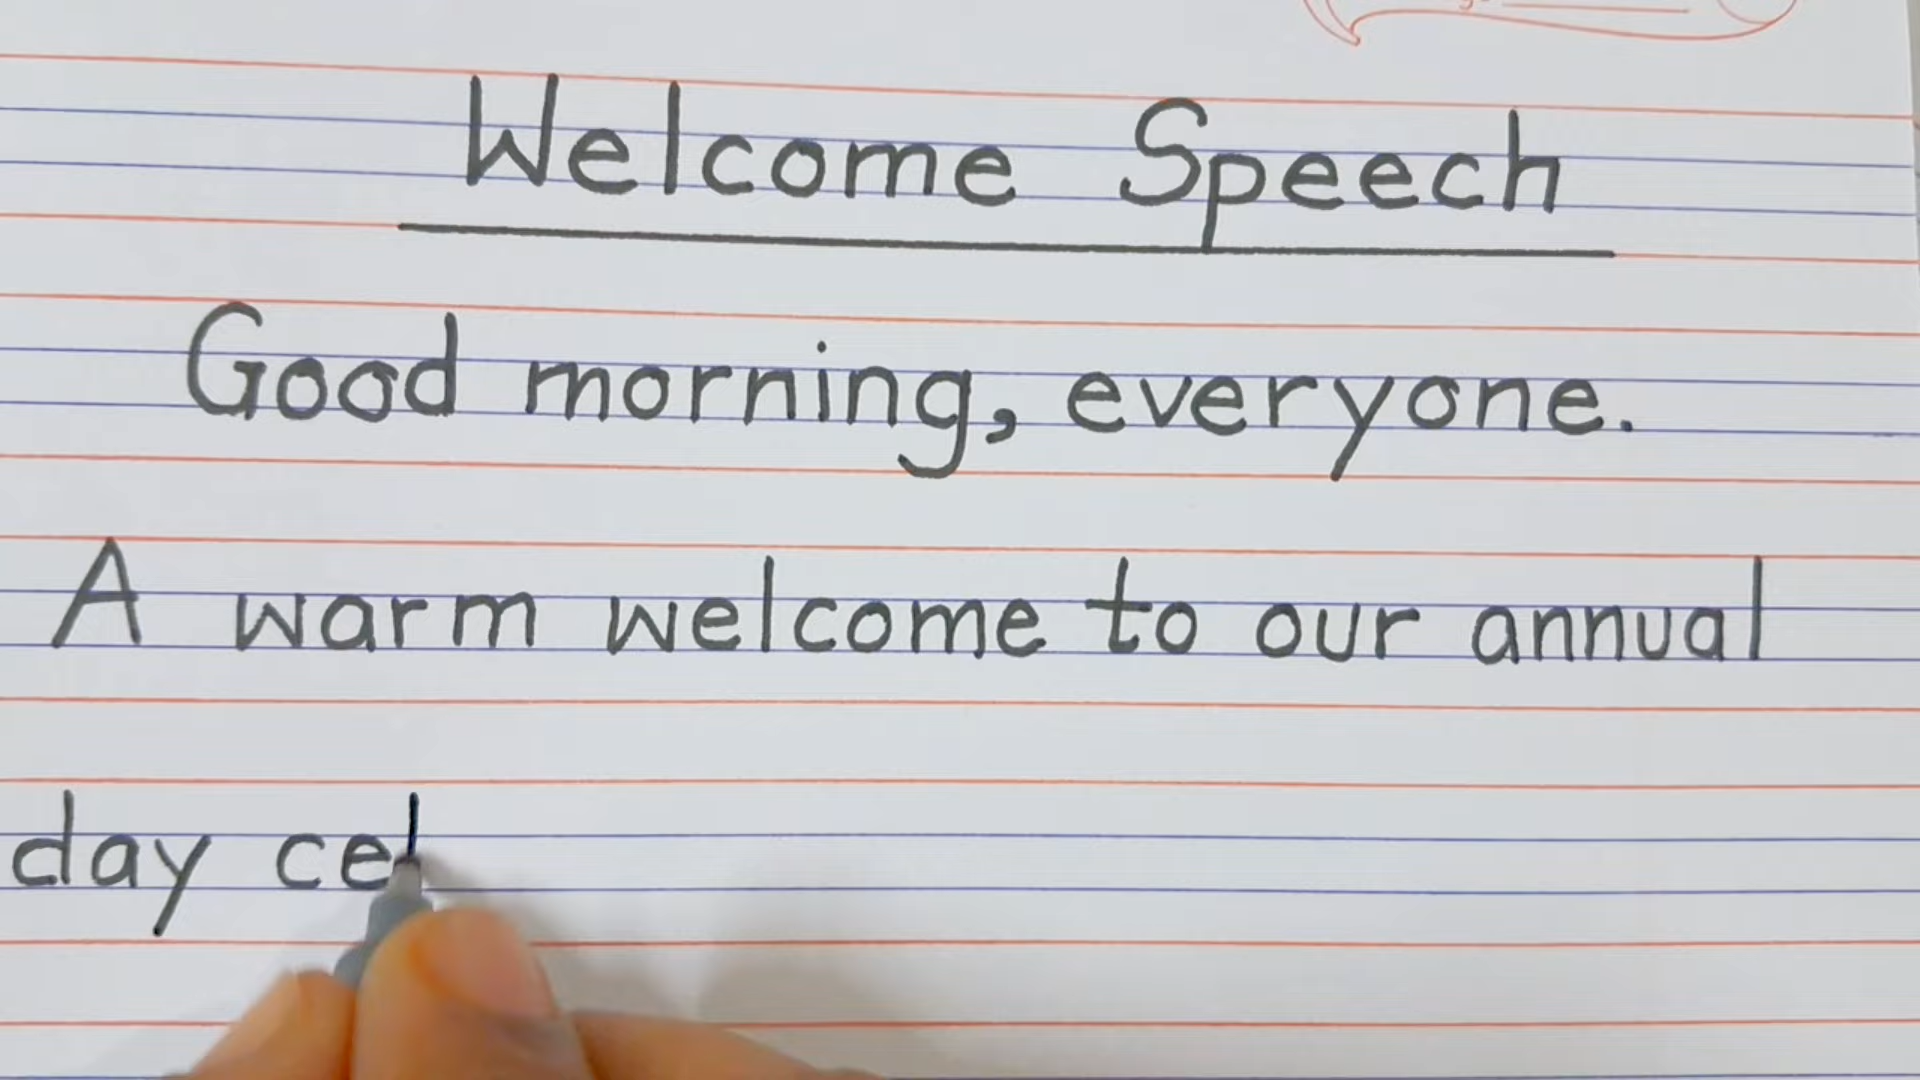 Welcome Speech
Good morning, everyone.
A warm welcome to our annual
day cel